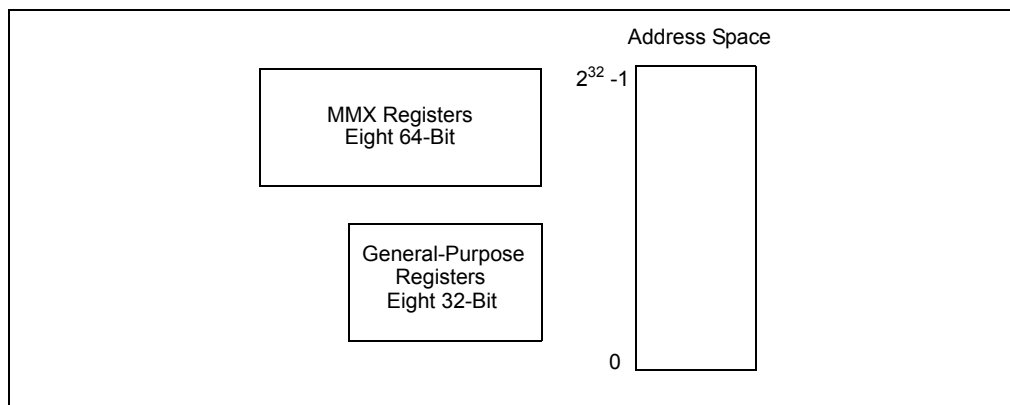 Address Space
2³² -1
MMX Registers
Eight 64-Bit
General-Purpose
Registers
Eight 32-Bit
0